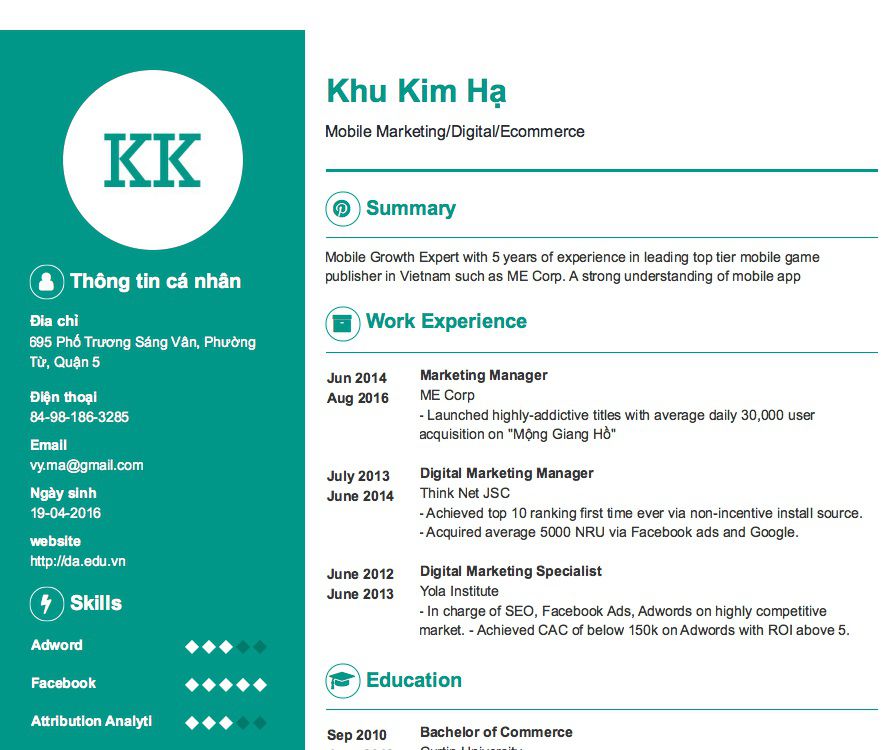 KK
Thông tin cá nhân
Địa chỉ
695 Phố Trương Sáng Vân, Phường
Từ, Quận 5
Điện thoại
84-98-186-3285
Email
vy.ma@gmail.com
Ngày sinh
19-04-2016
website
http://da.edu.vn
Skills
Adword
Facebook
Attribution Analyti
Khu Kim Hạ
Mobile Marketing/Digital/Ecommerce
Summary
Mobile Growth Expert with 5 years of experience in leading top tier mobile game
publisher in Vietnam such as ME Corp. A strong understanding of mobile app
Work Experience
Jun 2014
Aug 2016
Marketing Manager
ME Corp
- Launched highly-addictive titles with average daily 30,000 user
acquisition on "Mộng Giang Hồ"
July 2013
June 2014
Digital Marketing Manager
Think Net JSC
- Achieved top 10 ranking first time ever via non-incentive install source.
- Acquired average 5000 NRU via Facebook ads and Google.
June 2012
June 2013
Digital Marketing Specialist
Yola Institute
- In charge of SEO, Facebook Ads, Adwords on highly competitive
market. - Achieved CAC of below 150k on Adwords with ROI above 5.
Education
Sep 2010
Bachelor of Commerce
Curtin University